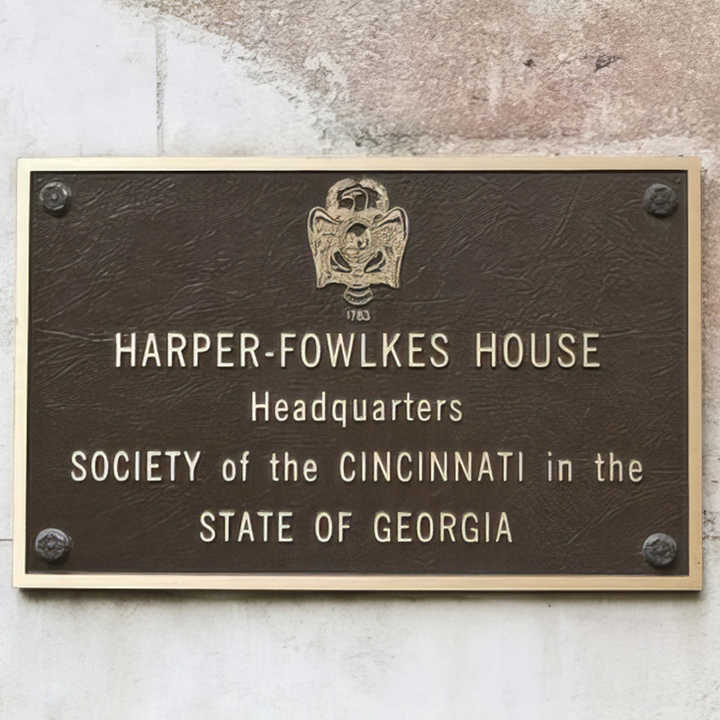 1783
HARPER-FOWLKES HOUSE
Headquarters
SOCIETY of the CINCINNATI in the
STATE OF GEORGIA